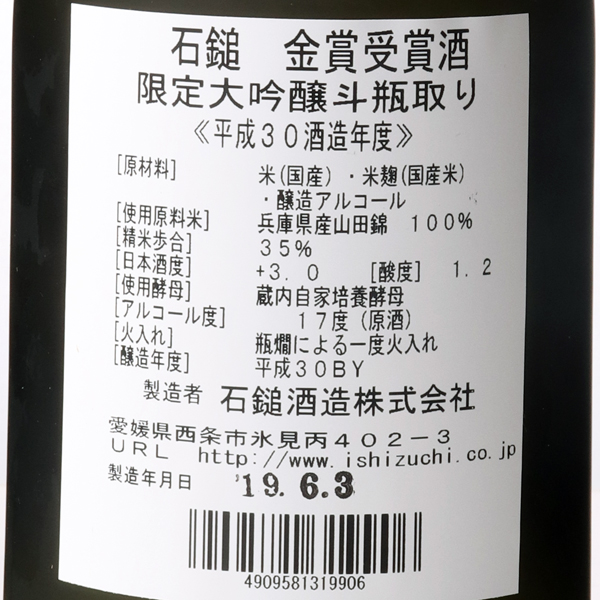 石鎚　金賞受賞酒
限定大吟醸斗瓶取り
《平成３０酒造年度》
[原材料]　米(国産)・米麹(国産米)
・醸造アルコール
[使用原料米]　兵庫県産山田錦　１００％
[精米歩合]　３５％
[日本酒度]　+３.０　[酸度]　１.２
[使用酵母]　蔵内自家培養酵母
[アルコール度]　１７度（原酒）
[火入れ]　瓶燗による一度火入れ
[醸造年度]　平成３０ＢＹ
製造者　石鎚酒造株式会社
愛媛県西条市氷見丙４０２－３
ＵＲＬ　http://www.ishizuchi.co.jp
製造年月日　'19.6.3
4909581319906